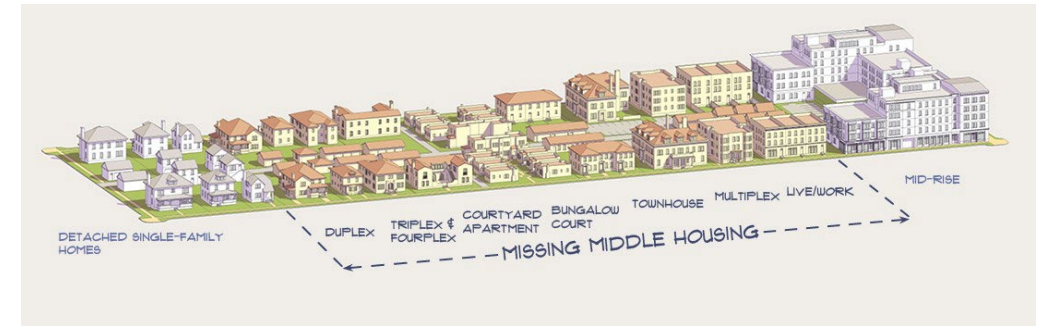 DETACHED SINGLE-FAMILY
HOMES
DUPLEX
TRIPLEX &
FOURPLEX
COURTYARD
APARTMENT
BUNGALOW
COURT
TOWNHOUSE
MULTIPLEX
LIVE/WORK
MID-RISE
MISSING MIDDLE HOUSING